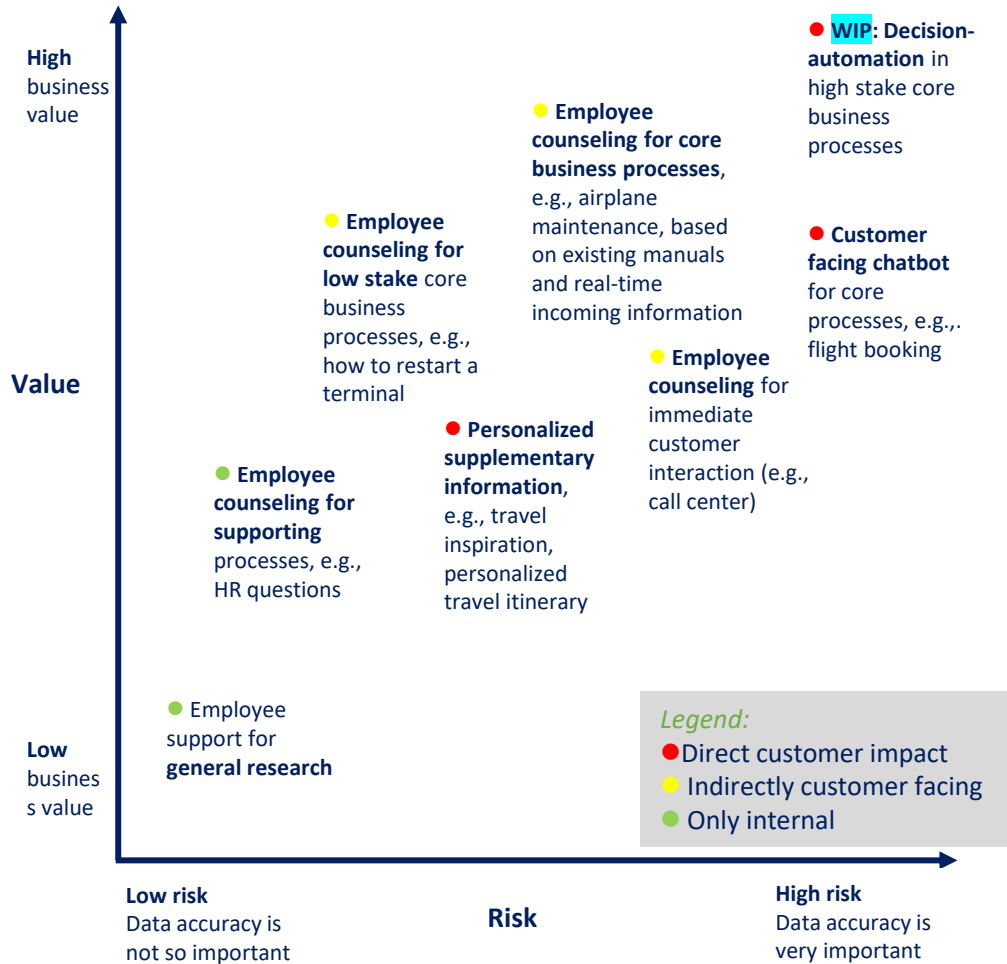 High
business
value
WIP: Decision-
automation in
high stake core
business
processes
Employee
counseling for core
business processes,
e.g., airplane
maintenance, based
on existing manuals
and real-time
incoming information
Employee
counseling for
low stake core
business
processes, e.g.,
how to restart a
terminal
Customer
facing chatbot
for core
processes, e.g.,.
flight booking
Value
Employee
counseling for
immediate
customer
interaction (e.g.,
call center)
Personalized
supplementary
information,
e.g., travel
inspiration,
personalized
travel itinerary
Employee
counseling for
supporting
processes, e.g.,
HR questions
Employee
support for
general research
Low
busines
s value
Legend:
Direct customer impact
Indirectly customer facing
Only internal
Low risk
Data accuracy is
not so important
Risk
High risk
Data accuracy is
very important